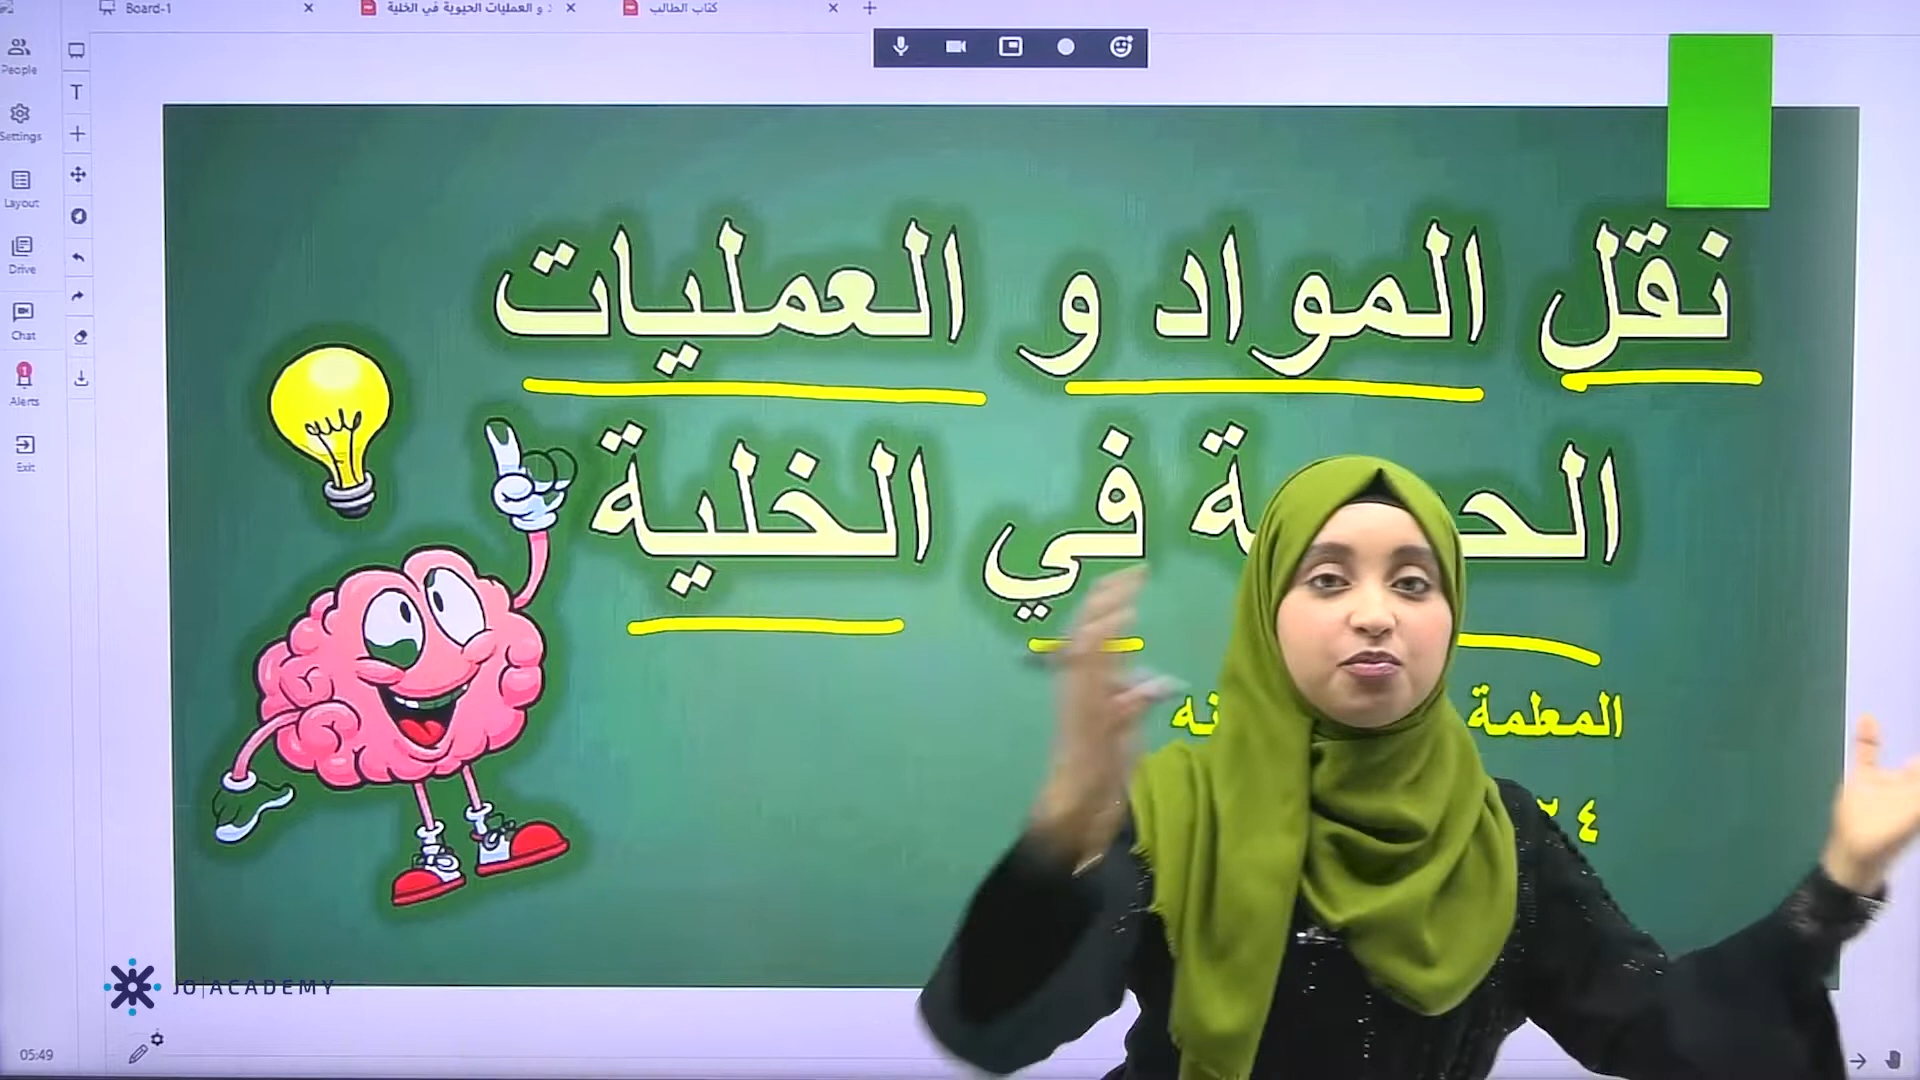 Board-1
د و العمليات الحيوية في الخلية
كتاب الطالب
People
Settings
Layout
Drive
Chat
1
Alerts
Exit
نقل المواد و العمليات
في الخلية
المعلمة
JO ACADEMY
05:49